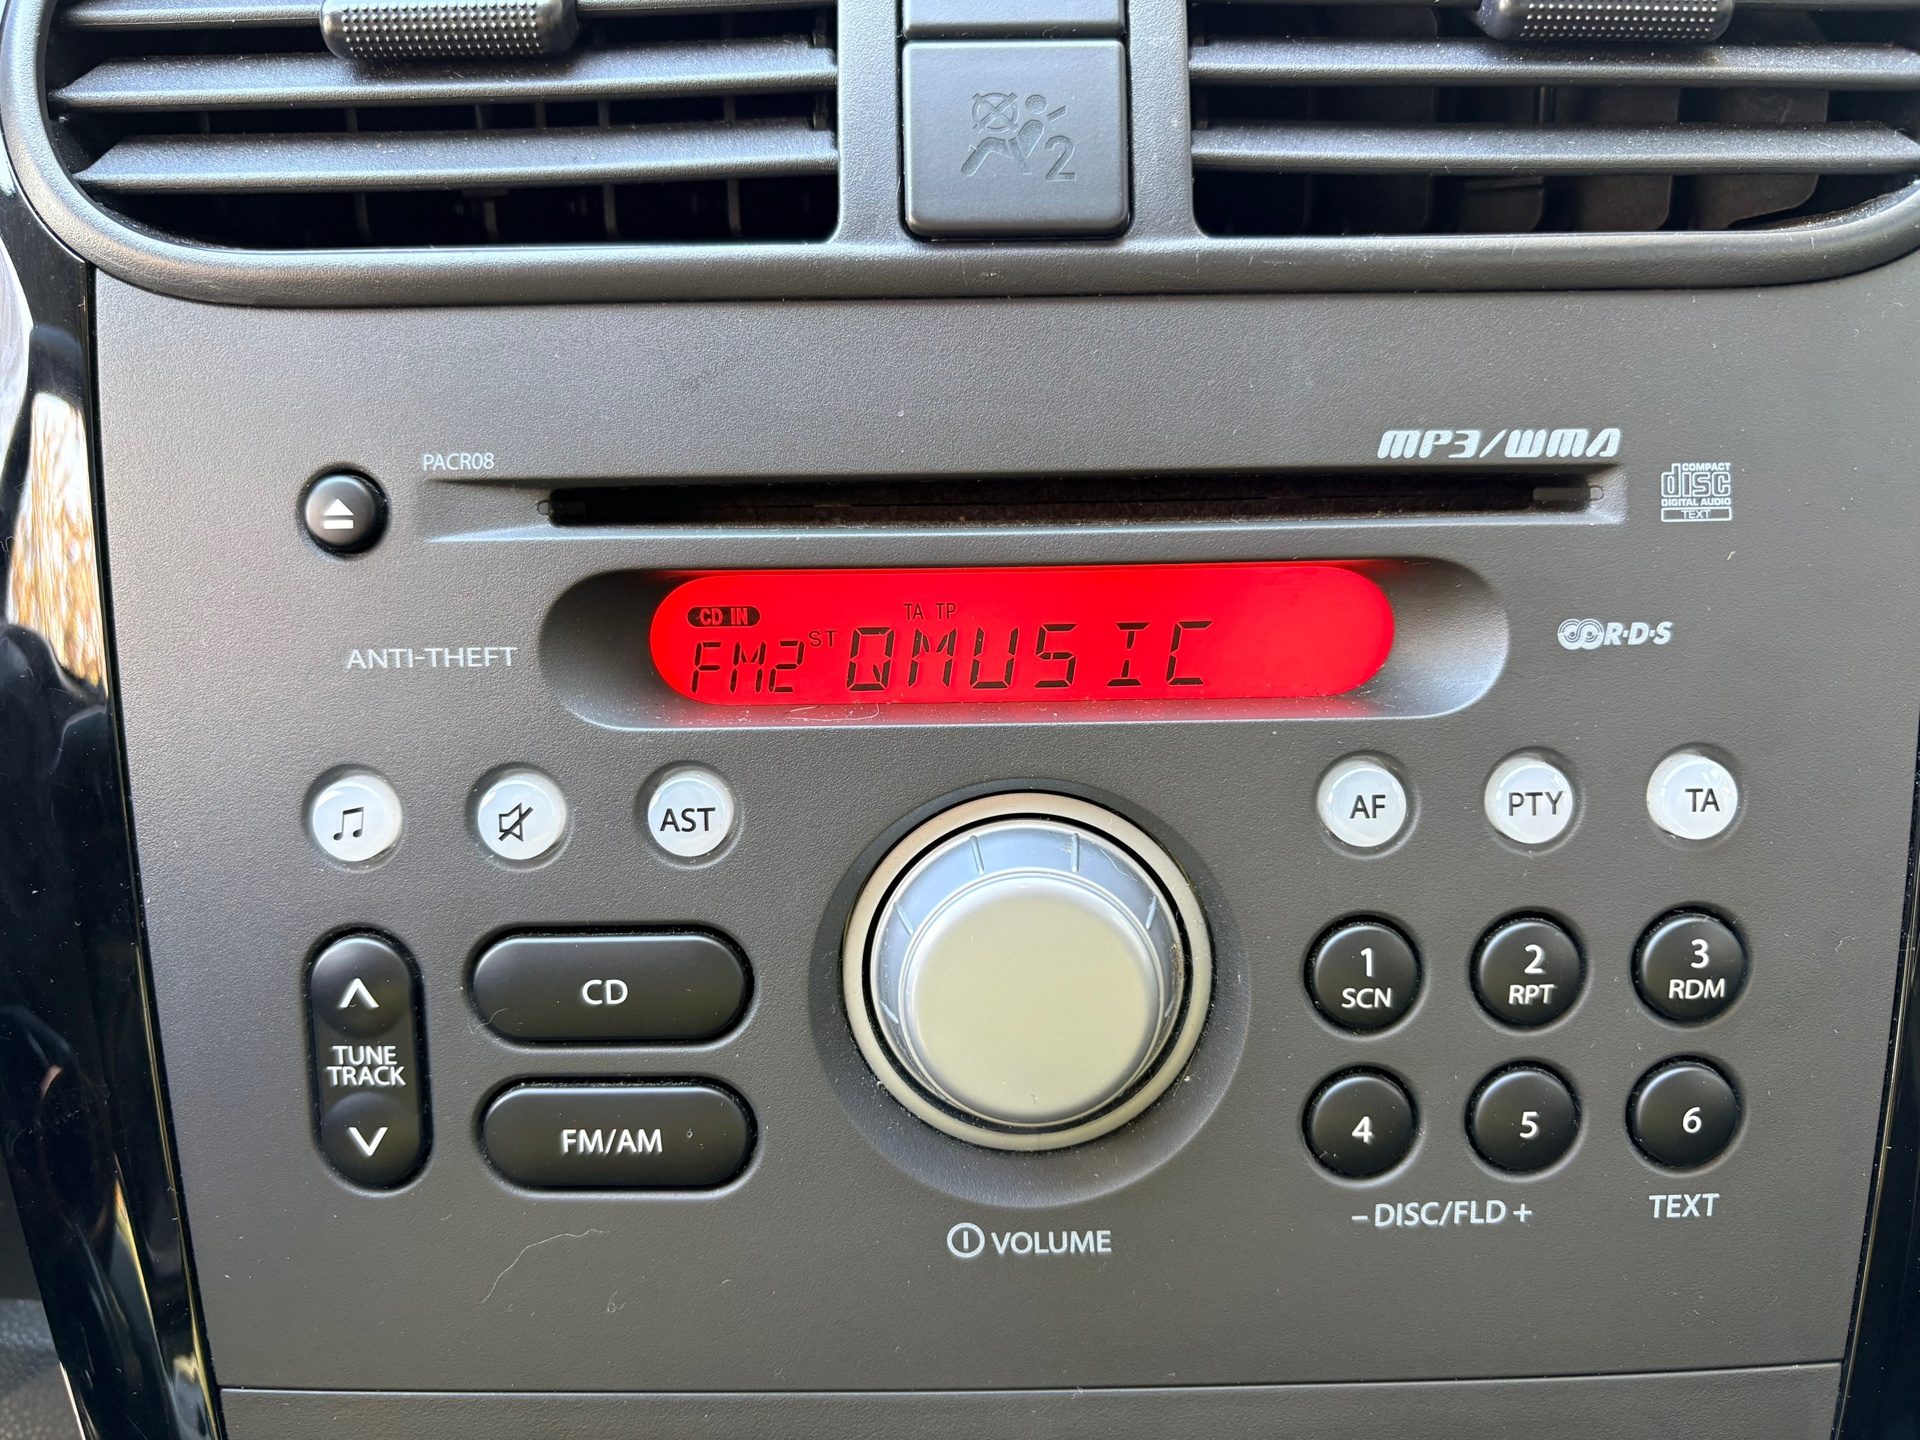 2
MP3/WMA
PACR08
COMPACT
disc
DIGITAL AUDIO
TEXT
CD IN
TA TP
FM2 ST QMUSIC
ANTI-THEFT
R·D·S
AST
AF
PTY
TA
CD
1
SCN
2
RPT
3
RDM
TUNE
TRACK
FM/AM
4
5
6
– DISC/FLD +
TEXT
VOLUME